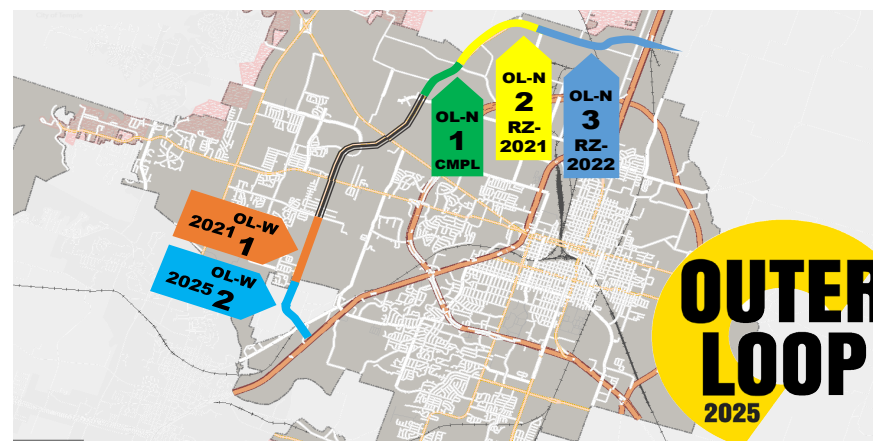 OL-N
1
CMPL
OL-N
2
RZ-
2021
OL-N
3
RZ-
2022
OL-W
2021 1
OL-W
2025 2
OUTER
LOOP
2025